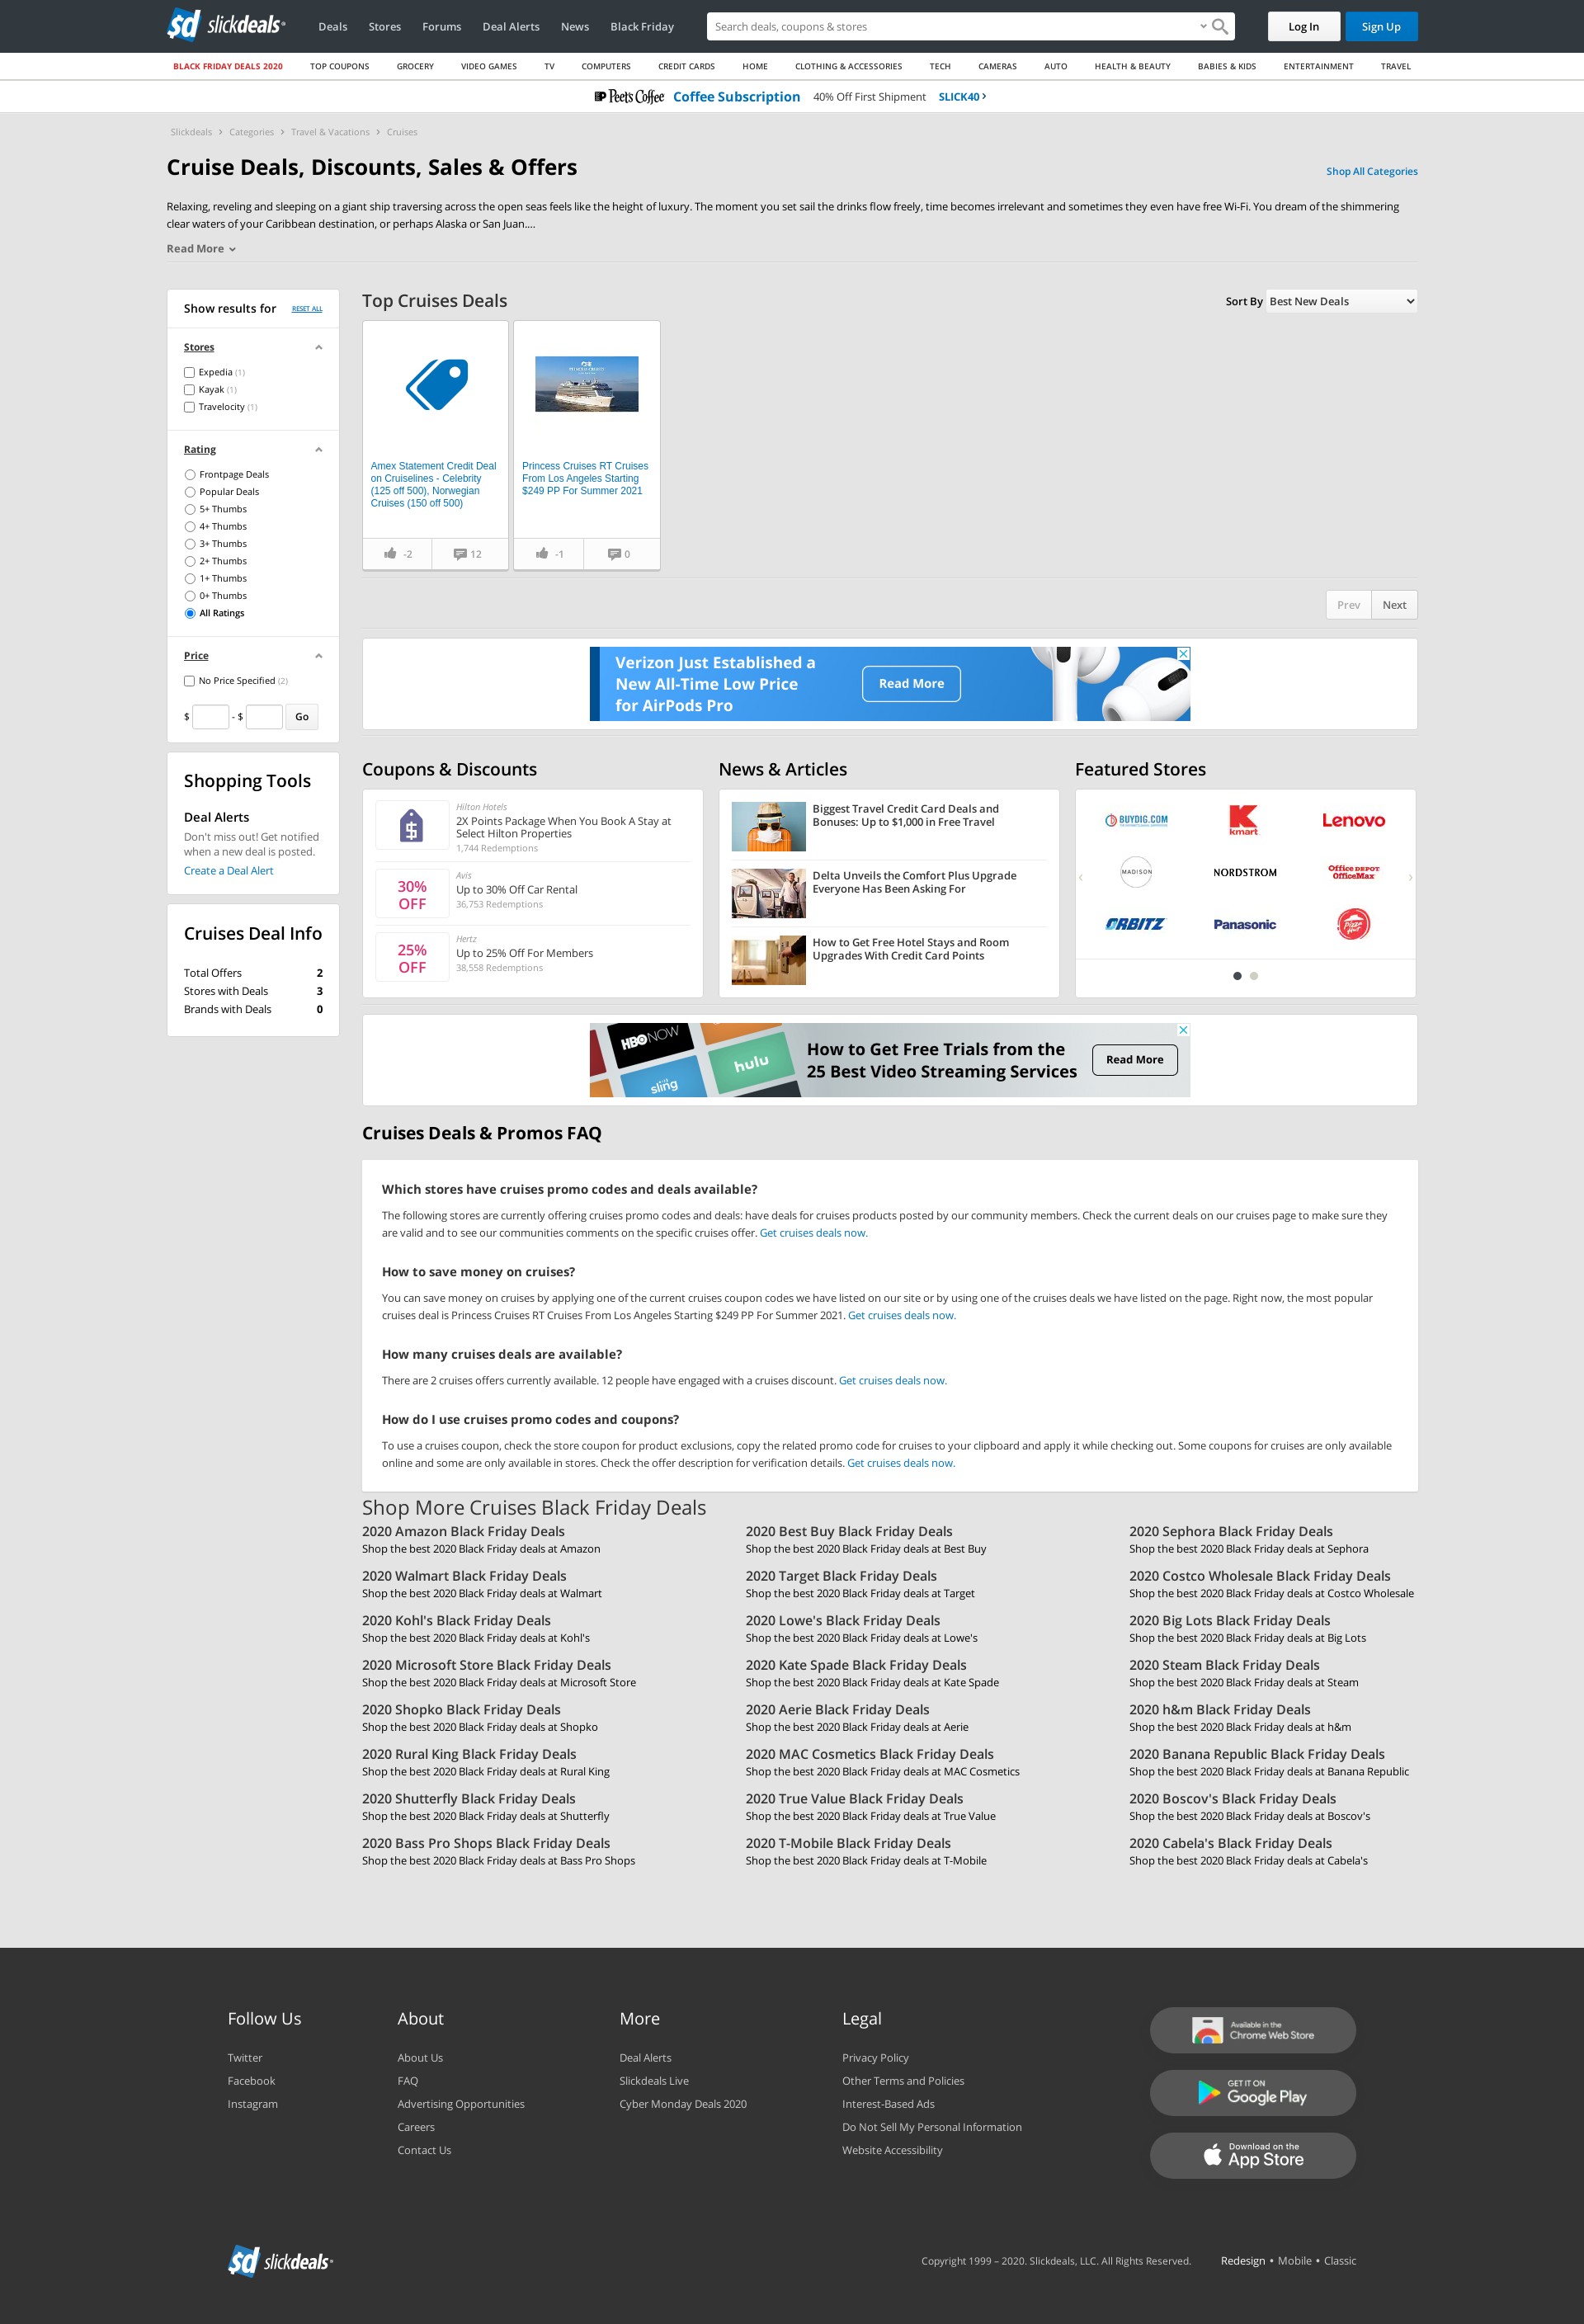 sd slickdeals
Deals Stores Forums Deal Alerts News Black Friday
Search deals, coupons & stores
Log In Sign Up
BLACK FRIDAY DEALS 2020 TOP COUPONS GROCERY VIDEO GAMES TV COMPUTERS CREDIT CARDS HOME CLOTHING & ACCESSORIES TECH CAMERAS AUTO HEALTH & BEAUTY BABIES & KIDS ENTERTAINMENT TRAVEL
Peet's Coffee Coffee Subscription 40% Off First Shipment SLICK40
Slickdeals › Categories › Travel & Vacations › Cruises
Cruise Deals, Discounts, Sales & Offers
Shop All Categories
Relaxing, reveling and sleeping on a giant ship traversing across the open seas feels like the height of luxury. The moment you set sail the drinks flow freely, time becomes irrelevant and sometimes they even have free Wi-Fi. You dream of the shimmering
clear waters of your Caribbean destination, or perhaps Alaska or San Juan....
Read More
Show results for RESET ALL
Stores
Expedia (1)
Kayak (1)
Travelocity (1)
Rating
Frontpage Deals
Popular Deals
5+ Thumbs
4+ Thumbs
3+ Thumbs
2+ Thumbs
1+ Thumbs
0+ Thumbs
All Ratings
Price
No Price Specified (2)
$ - $ Go
Shopping Tools
Deal Alerts
Don't miss out! Get notified
when a new deal is posted.
Create a Deal Alert
Cruises Deal Info
Total Offers 2
Stores with Deals 3
Brands with Deals 0
Top Cruises Deals
Sort By Best New Deals
Amex Statement Credit Deal
on Cruiselines - Celebrity
(125 off 500), Norwegian
Cruises (150 off 500)
-2 12
Princess Cruises RT Cruises
From Los Angeles Starting
$249 PP For Summer 2021
-1 0
Prev Next
Verizon Just Established a
New All-Time Low Price
for AirPods Pro
Read More
Coupons & Discounts
Hilton Hotels
2X Points Package When You Book A Stay at
Select Hilton Properties
1,744 Redemptions
30%
OFF
Avis
Up to 30% Off Car Rental
36,753 Redemptions
25%
OFF
Hertz
Up to 25% Off For Members
38,558 Redemptions
News & Articles
Biggest Travel Credit Card Deals and
Bonuses: Up to $1,000 in Free Travel
Delta Unveils the Comfort Plus Upgrade
Everyone Has Been Asking For
How to Get Free Hotel Stays and Room
Upgrades With Credit Card Points
Featured Stores
BUYDIG.COM
kmart
Lenovo
MADISON
NORDSTROM
Office DEPOT
OfficeMax
ORBITZ
Panasonic
Pizza Hut
HBO NOW
hulu
sling
How to Get Free Trials from the
25 Best Video Streaming Services
Read More
Cruises Deals & Promos FAQ
Which stores have cruises promo codes and deals available?
The following stores are currently offering cruises promo codes and deals: have deals for cruises products posted by our community members. Check the current deals on our cruises page to make sure they
are valid and to see our communities comments on the specific cruises offer. Get cruises deals now.
How to save money on cruises?
You can save money on cruises by applying one of the current cruises coupon codes we have listed on our site or by using one of the cruises deals we have listed on the page. Right now, the most popular
cruises deal is Princess Cruises RT Cruises From Los Angeles Starting $249 PP For Summer 2021. Get cruises deals now.
How many cruises deals are available?
There are 2 cruises offers currently available. 12 people have engaged with a cruises discount. Get cruises deals now.
How do I use cruises promo codes and coupons?
To use a cruises coupon, check the store coupon for product exclusions, copy the related promo code for cruises to your clipboard and apply it while checking out. Some coupons for cruises are only available
online and some are only available in stores. Check the offer description for verification details. Get cruises deals now.
Shop More Cruises Black Friday Deals
2020 Amazon Black Friday Deals
Shop the best 2020 Black Friday deals at Amazon
2020 Best Buy Black Friday Deals
Shop the best 2020 Black Friday deals at Best Buy
2020 Sephora Black Friday Deals
Shop the best 2020 Black Friday deals at Sephora
2020 Walmart Black Friday Deals
Shop the best 2020 Black Friday deals at Walmart
2020 Target Black Friday Deals
Shop the best 2020 Black Friday deals at Target
2020 Costco Wholesale Black Friday Deals
Shop the best 2020 Black Friday deals at Costco Wholesale
2020 Kohl's Black Friday Deals
Shop the best 2020 Black Friday deals at Kohl's
2020 Lowe's Black Friday Deals
Shop the best 2020 Black Friday deals at Lowe's
2020 Big Lots Black Friday Deals
Shop the best 2020 Black Friday deals at Big Lots
2020 Microsoft Store Black Friday Deals
Shop the best 2020 Black Friday deals at Microsoft Store
2020 Kate Spade Black Friday Deals
Shop the best 2020 Black Friday deals at Kate Spade
2020 Steam Black Friday Deals
Shop the best 2020 Black Friday deals at Steam
2020 Shopko Black Friday Deals
Shop the best 2020 Black Friday deals at Shopko
2020 Aerie Black Friday Deals
Shop the best 2020 Black Friday deals at Aerie
2020 h&m Black Friday Deals
Shop the best 2020 Black Friday deals at h&m
2020 Rural King Black Friday Deals
Shop the best 2020 Black Friday deals at Rural King
2020 MAC Cosmetics Black Friday Deals
Shop the best 2020 Black Friday deals at MAC Cosmetics
2020 Banana Republic Black Friday Deals
Shop the best 2020 Black Friday deals at Banana Republic
2020 Shutterfly Black Friday Deals
Shop the best 2020 Black Friday deals at Shutterfly
2020 True Value Black Friday Deals
Shop the best 2020 Black Friday deals at True Value
2020 Boscov's Black Friday Deals
Shop the best 2020 Black Friday deals at Boscov's
2020 Bass Pro Shops Black Friday Deals
Shop the best 2020 Black Friday deals at Bass Pro Shops
2020 T-Mobile Black Friday Deals
Shop the best 2020 Black Friday deals at T-Mobile
2020 Cabela's Black Friday Deals
Shop the best 2020 Black Friday deals at Cabela's
Follow Us
Twitter
Facebook
Instagram
About
About Us
FAQ
Advertising Opportunities
Careers
Contact Us
More
Deal Alerts
Slickdeals Live
Cyber Monday Deals 2020
Legal
Privacy Policy
Other Terms and Policies
Interest-Based Ads
Do Not Sell My Personal Information
Website Accessibility
Available in the
Chrome Web Store
GET IT ON
Google Play
Download on the
App Store
sd slickdeals
Copyright 1999 – 2020. Slickdeals, LLC. All Rights Reserved. Redesign • Mobile • Classic